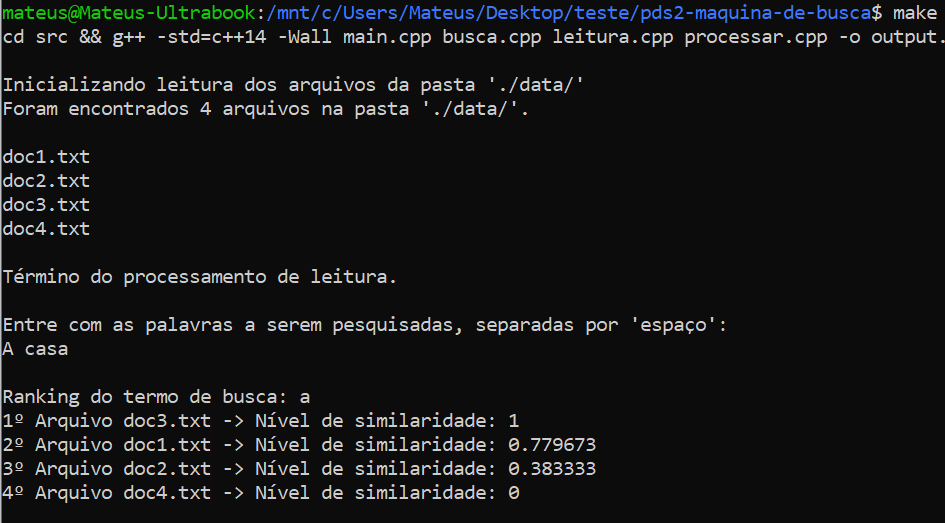 mateus@Mateus-Ultrabook:/mnt/c/Users/Mateus/Desktop/teste/pds2-maquina-de-busca$ make
cd src && g++ -std=c++14 -Wall main.cpp busca.cpp leitura.cpp processar.cpp -o output.
Inicializando leitura dos arquivos da pasta './data/'
Foram encontrados 4 arquivos na pasta './data/'.
doc1.txt
doc2.txt
doc3.txt
doc4.txt
Término do processamento de leitura.
Entre com as palavras a serem pesquisadas, separadas por 'espaço':
A casa
Ranking do termo de busca: a
1º Arquivo doc3.txt -> Nível de similaridade: 1
2º Arquivo doc1.txt -> Nível de similaridade: 0.779673
3º Arquivo doc2.txt -> Nível de similaridade: 0.383333
4º Arquivo doc4.txt -> Nível de similaridade: 0